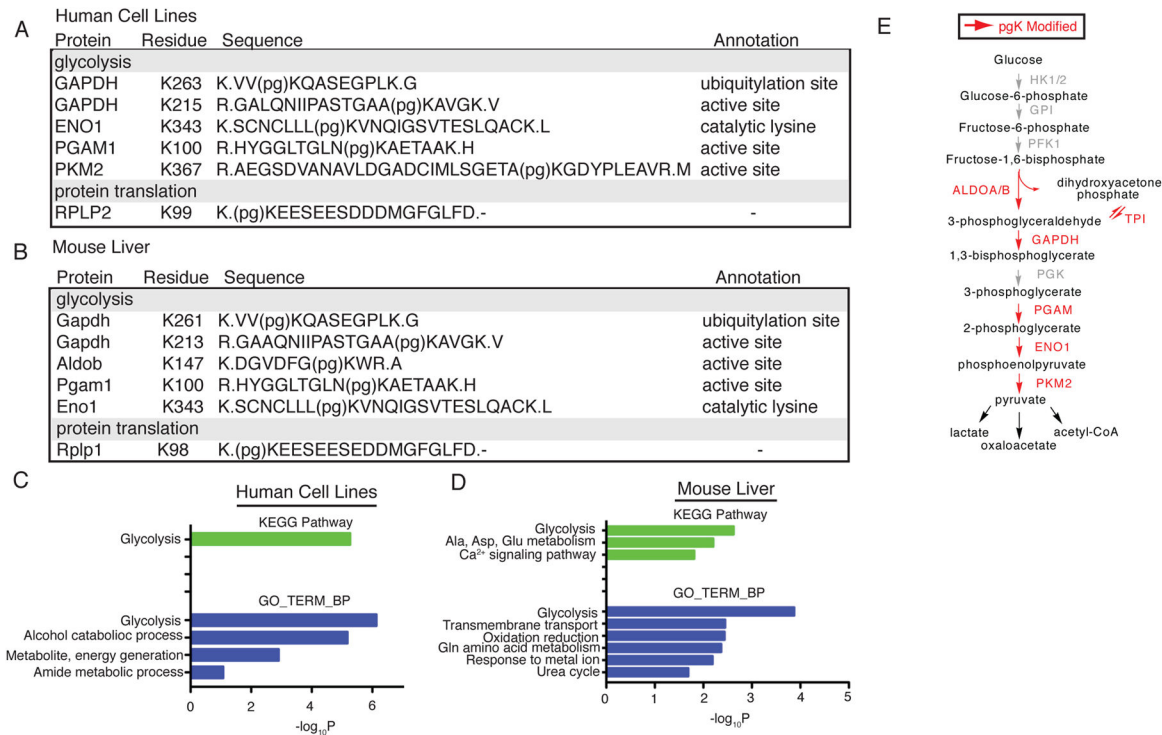 A Human Cell Lines
Protein Residue Sequence Annotation
glycolysis
GAPDH K263 K.VV(pg)KQASEGPLK.G ubiquitylation site
GAPDH K215 R.GALQNIIPASTGAA(pg)KAVGK.V active site
ENO1 K343 K.SCNCLLL(pg)KVNQIGSVTESLQACK.L catalytic lysine
PGAM1 K100 R.HYGGLTGLN(pg)KAETAAK.H active site
PKM2 K367 R.AEGSDVANAVLDGADCIMLSGETA(pg)KGDYPLEAVR.M active site
protein translation
RPLP2 K99 K.(pg)KEESEESDDDMGFGLFD.- -
B Mouse Liver
Protein Residue Sequence Annotation
glycolysis
Gapdh K261 K.VV(pg)KQASEGPLK.G ubiquitylation site
Gapdh K213 R.GAAQNIIPASTGAA(pg)KAVGK.V active site
Aldob K147 K.DGVDFG(pg)KWR.A active site
Pgam1 K100 R.HYGGLTGLN(pg)KAETAAK.H active site
Eno1 K343 K.SCNCLLL(pg)KVNQIGSVTESLQACK.L catalytic lysine
protein translation
Rplp1 K98 K.(pg)KEESEESEDDMGFGLFD.- -
C Human Cell Lines
KEGG Pathway
Glycolysis
GO_TERM_BP
Glycolysis
Alcohol catabolioc process
Metabolite, energy generation
Amide metabolic process
0 2 4 6
-log10P
D Mouse Liver
KEGG Pathway
Glycolysis
Ala, Asp, Glu metabolism
Ca2+ signaling pathway
GO_TERM_BP
Glycolysis
Transmembrane transport
Oxidation reduction
Gln amino acid metabolism
Response to metal ion
Urea cycle
0 1 2 3 4 5
-log10P
E
pgK Modified
Glucose
HK1/2
Glucose-6-phosphate
GPI
Fructose-6-phosphate
PFK1
Fructose-1,6-bisphosphate
ALDOA/B
dihydroxyacetone
phosphate
3-phosphoglyceraldehyde
TPI
GAPDH
1,3-bisphosphoglycerate
PGK
3-phosphoglycerate
PGAM
2-phosphoglycerate
ENO1
phosphoenolpyruvate
PKM2
pyruvate
lactate
oxaloacetate
acetyl-CoA